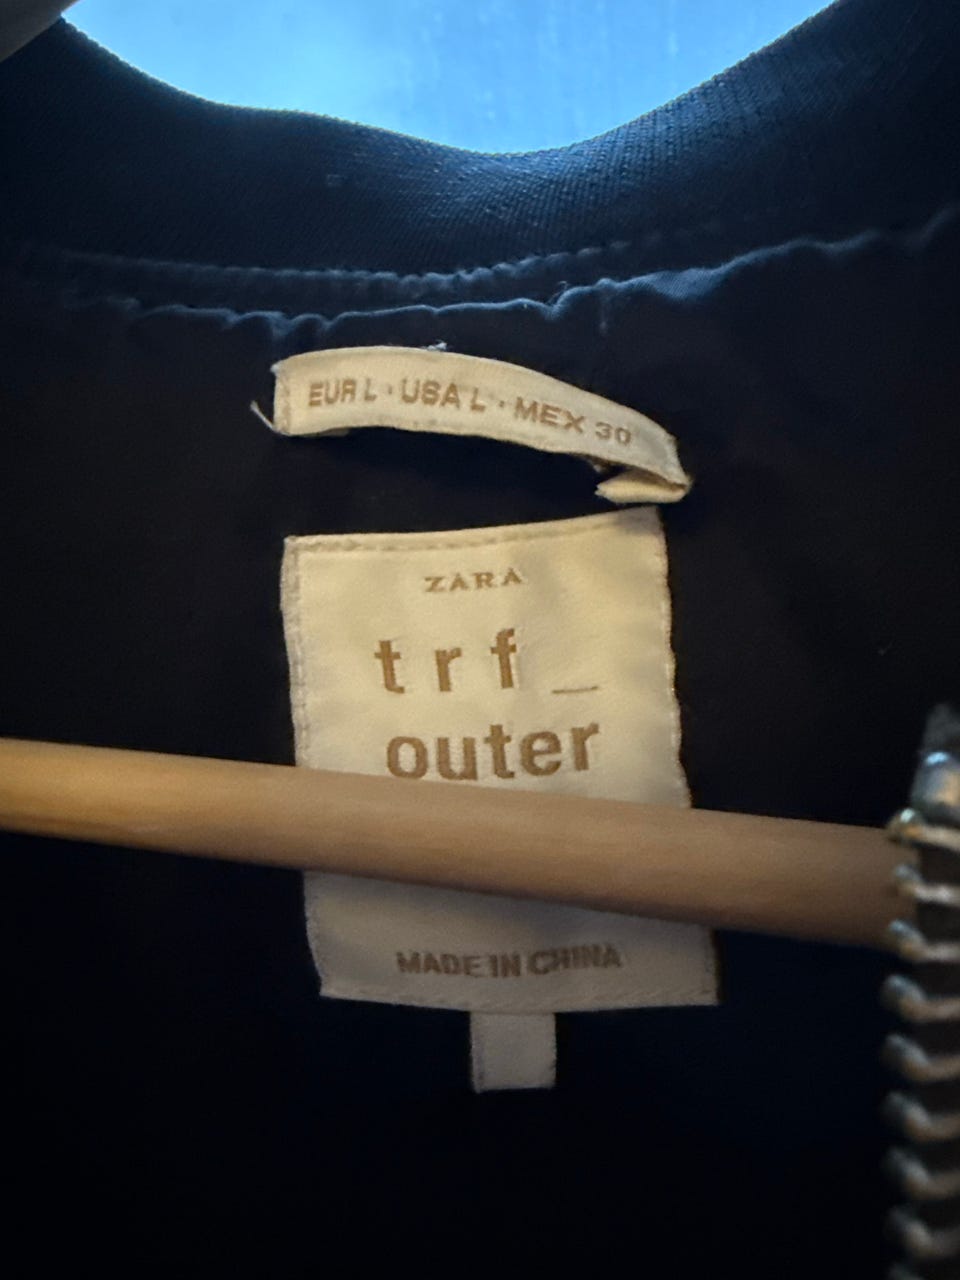 EUR L · USA L · MEX 30
ZARA
trf_
outer
MADE IN CHINA